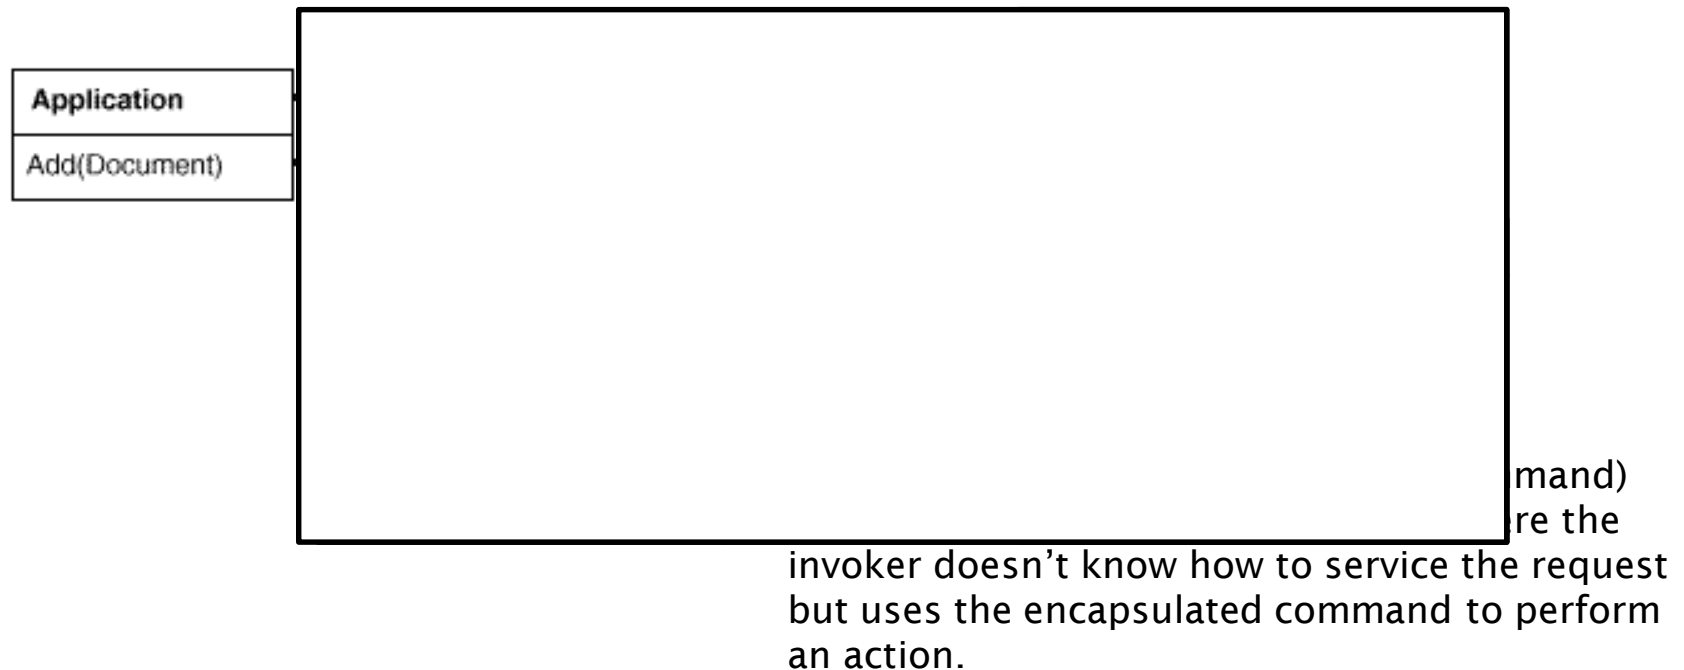 Application
Add(Document)
mand)
re the
invoker doesn’t know how to service the request
but uses the encapsulated command to perform
an action.